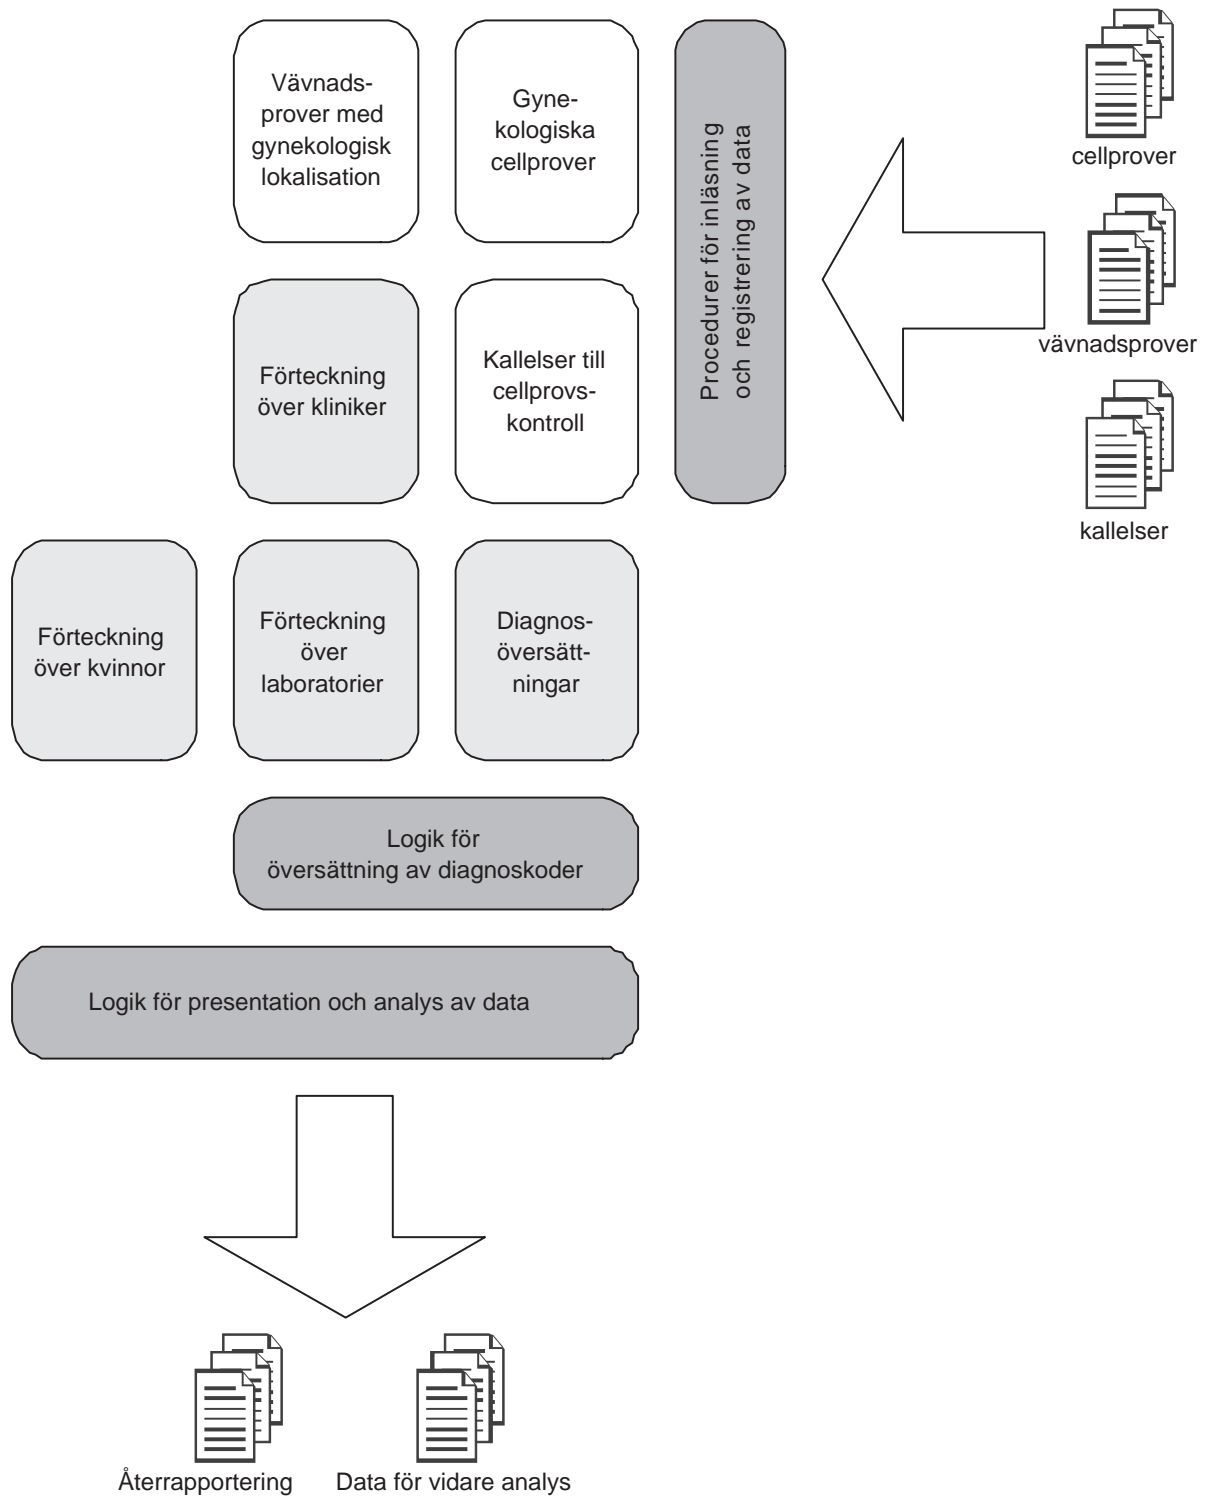 Vävnads-
prover med
gynekologisk
lokalisation
Gyne-
kologiska
cellprover
Procedurer för inläsning
och registrering av data
cellprover
vävnadsprover
kallelser
Förteckning
över kliniker
Kallelser till
cellprovs-
kontroll
Förteckning
över kvinnor
Förteckning
över
laboratorier
Diagnos-
översätt-
ningar
Logik för
översättning av diagnoskoder
Logik för presentation och analys av data
Återrapportering
Data för vidare analys